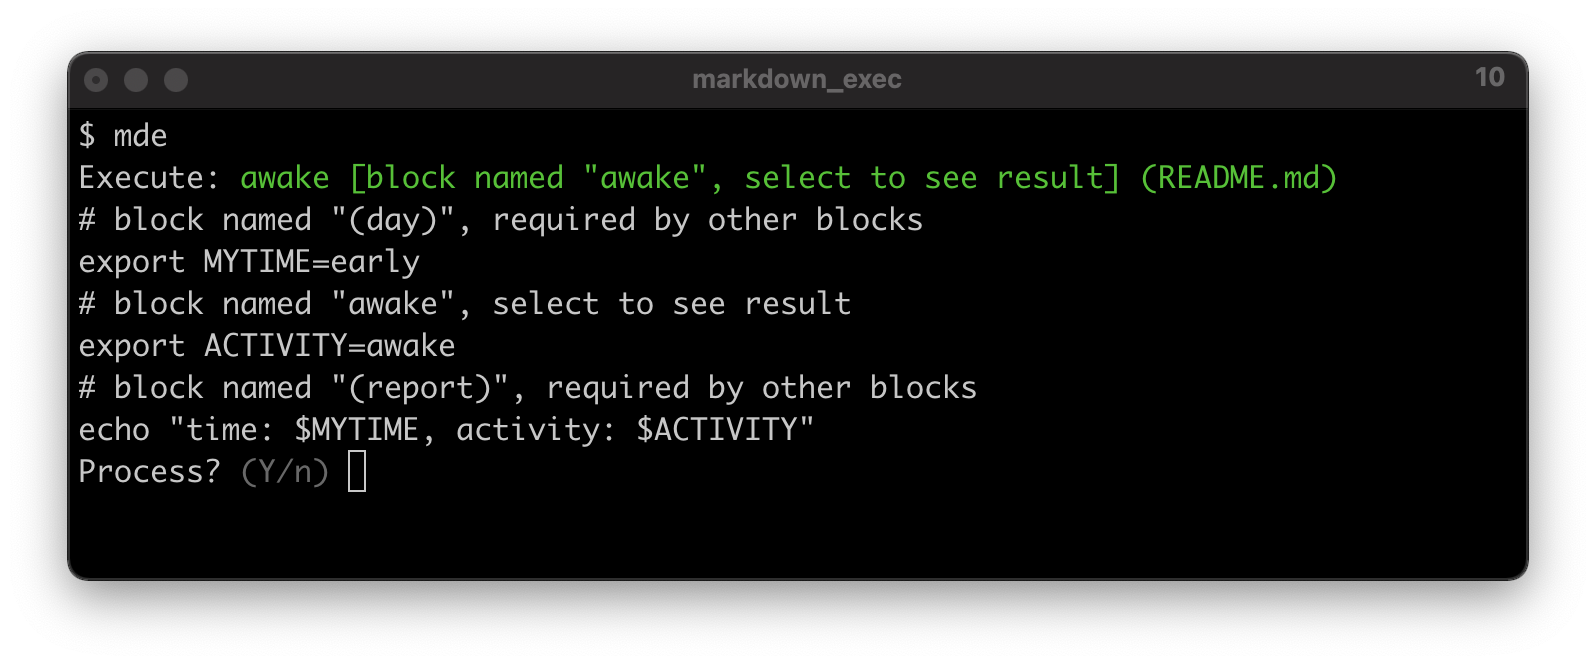 markdown_exec
10
$ mde
Execute: awake [block named "awake", select to see result] (README.md)
# block named "(day)", required by other blocks
export MYTIME=early
# block named "awake", select to see result
export ACTIVITY=awake
# block named "(report)", required by other blocks
echo "time: $MYTIME, activity: $ACTIVITY"
Process? (Y/n)